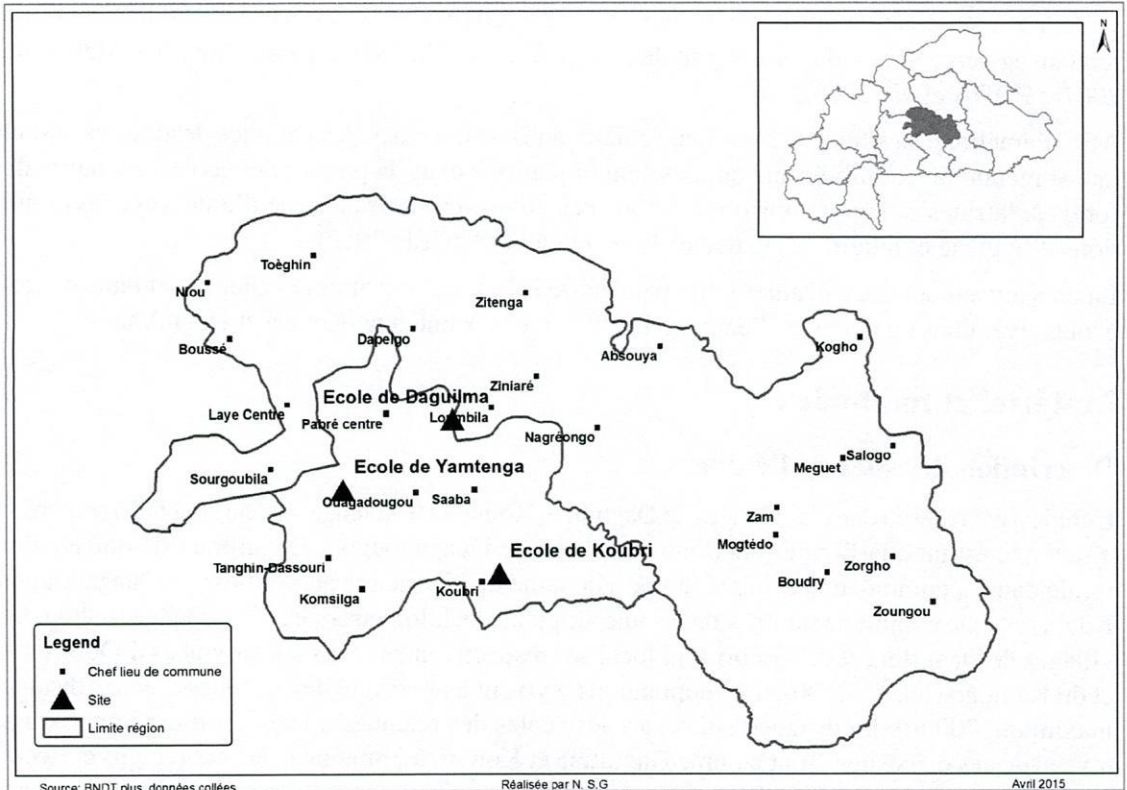 N
Toèghin
Niou
Zitenga
Dapelgo
Boussé
Absouya
Kogho
Ziniaré
Ecole de Daguilma
Laye Centre
Loumbila
Pabré centre
Nagréongo
Salogo
Meguet
Ecole de Yamtenga
Sourgoubila
Ouagadougou
Saaba
Zam
Mogtédo
Ecole de Koubri
Tanghin-Dassouri
Zorgho
Boudry
Koubri
Komsilga
Zoungou
Legend
Chef lieu de commune
Site
Limite région
Source: BNDT plus, données collées
Réalisée par N. S.G
Avril 2015